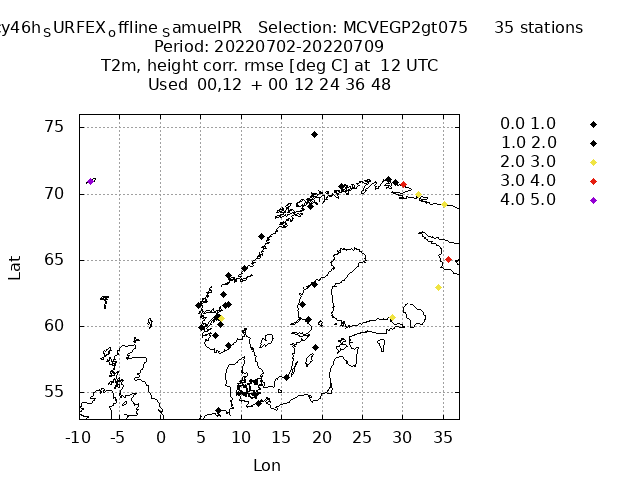 cy46h_SURFEX_offline_SamuelPR Selection: MCVEGP2gt075 35 stations
Period: 20220702-20220709
T2m, height corr. rmse [deg C] at 12 UTC
Used 00,12 + 00 12 24 36 48
0.0 1.0
1.0 2.0
2.0 3.0
3.0 4.0
4.0 5.0
75
70
65
60
55
Lat
-10 -5 0 5 10 15 20 25 30 35
Lon